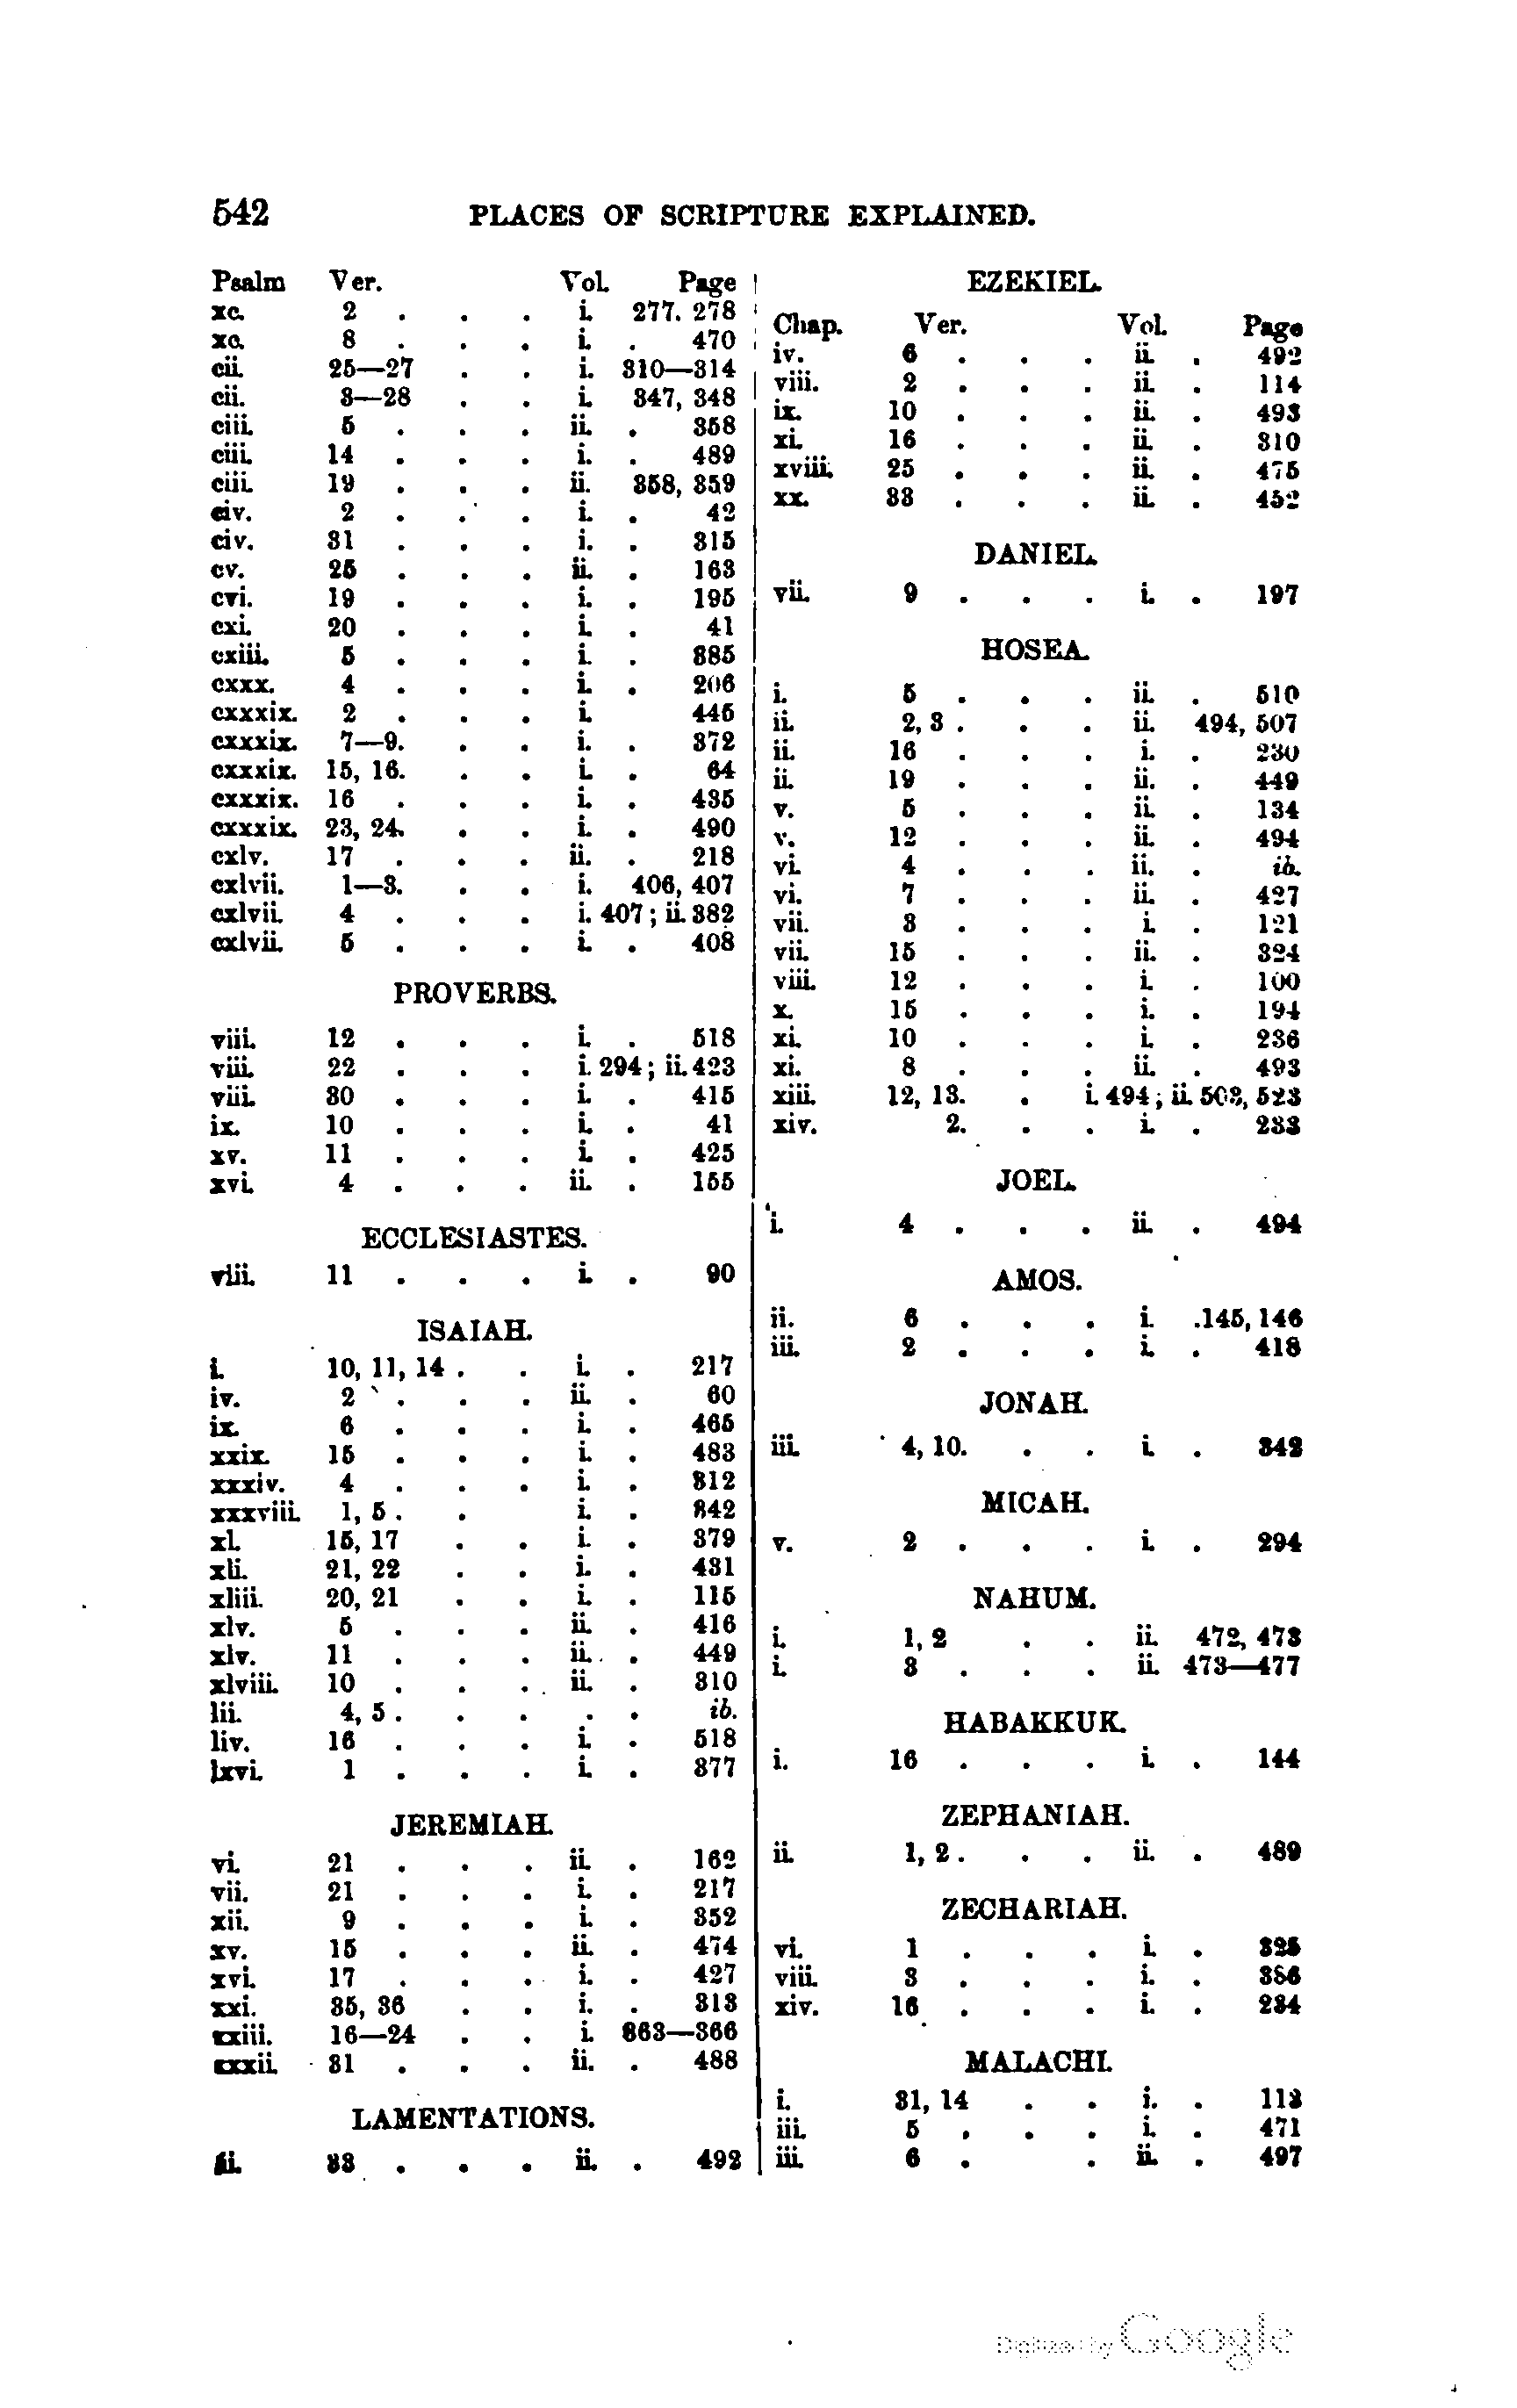 542 PLACES OF SCRIPTURE EXPLAINED.
Psalm Ver. Vol. Page
xc. 2 . . . i. 277. 278
xc. 8 . . . i. . 470
cii. 25—27 . . i. 310—314
cii. 3—28 . . i. 347, 348
ciii. 5 . . . ii. . 358
ciii. 14 . . . i. . 489
ciii. 19 . . . ii. 358, 359
civ. 2 . . . i. . 42
civ. 31 . . . i. . 315
cv. 25 . . . ii. . 163
cvi. 19 . . . i. . 195
cxi. 20 . . . i. . 41
cxiii. 5 . . . i. . 385
cxxx. 4 . . . i. . 206
cxxxix. 2 . . . i. 446
cxxxix. 7—9. . . i. . 372
cxxxix. 15, 16. . . i. . 64
cxxxix. 16 . . . i. . 435
cxxxix. 23, 24. . . i. . 490
cxlv. 17 . . . ii. . 218
cxlvii. 1—3. . . i. 406, 407
cxlvii. 4 . . . i. 407; ii. 382
cxlvii. 5 . . . i. . 408
PROVERBS.
viii. 12 . . . i. . 518
viii. 22 . . . i. 294; ii. 423
viii. 30 . . . i. . 415
ix. 10 . . . i. . 41
xv. 11 . . . i. . 425
xvi. 4 . . . ii. . 155
ECCLESIASTES.
viii. 11 . . . i. . 90
ISAIAH.
i. 10, 11, 14 . . i. . 217
iv. 2 . . . ii. . 60
ix. 6 . . . i. . 465
xxix. 15 . . . i. . 483
xxxiv. 4 . . . i. . 312
xxxviii. 1, 5 . . i. . 342
xl. 15, 17 . . i. . 379
xli. 21, 22 . . i. . 431
xliii. 20, 21 . . i. . 115
xlv. 5 . . . ii. . 416
xlv. 11 . . . ii. . 449
xlviii. 10 . . . ii. . 310
lii. 4, 5 . . . . . ib.
liv. 16 . . . i. . 518
lxvi. 1 . . . i. . 377
JEREMIAH.
vi. 21 . . . ii. . 162
vii. 21 . . . i. . 217
xii. 9 . . . i. . 352
xv. 15 . . . ii. . 474
xvi. 17 . . . i. . 427
xxi. 35, 36 . . i. . 313
xxiii. 16—24 . . i. 363—366
xxxii. 31 . . . ii. . 488
LAMENTATIONS.
iii. 33 . . . ii. . 492
EZEKIEL.
Chap. Ver. Vol. Page
iv. 6 . . . ii. . 492
viii. 2 . . . ii. . 114
ix. 10 . . . ii. . 493
xi. 16 . . . ii. . 310
xviii. 25 . . . ii. . 475
xx. 33 . . . ii. . 452
DANIEL.
vii. 9 . . . i. . 197
HOSEA.
i. 5 . . . ii. . 510
ii. 2, 3 . . . ii. 494, 507
ii. 16 . . . i. . 230
ii. 19 . . . ii. . 449
v. 5 . . . ii. . 134
v. 12 . . . ii. . 494
vi. 4 . . . ii. . ib.
vi. 7 . . . ii. . 427
vii. 3 . . . i. . 121
vii. 15 . . . ii. . 324
viii. 12 . . . i. . 100
x. 15 . . . i. . 194
xi. 10 . . . i. . 236
xi. 8 . . . ii. . 493
xiii. 12, 13. . i. 494; ii. 503, 523
xiv. 2. . . i. . 233
JOEL.
i. 4 . . . ii. . 494
AMOS.
ii. 6 . . . i. .145, 146
iii. 2 . . . i. . 418
JONAH.
iii. 4, 10. . . i. . 342
MICAH.
v. 2 . . . i. . 294
NAHUM.
i. 1, 2 . . ii. 472, 473
i. 3 . . . ii. 473—477
HABAKKUK.
i. 16 . . . i. . 144
ZEPHANIAH.
ii. 1, 2 . . . ii. . 489
ZECHARIAH.
vi. 1 . . . i. . 325
viii. 3 . . . i. . 386
xiv. 16 . . . i. . 234
MALACHI.
i. 31, 14 . . i. . 113
iii. 5 . . . i. . 471
iii. 6 . . ii. . 497
Digitized by Google